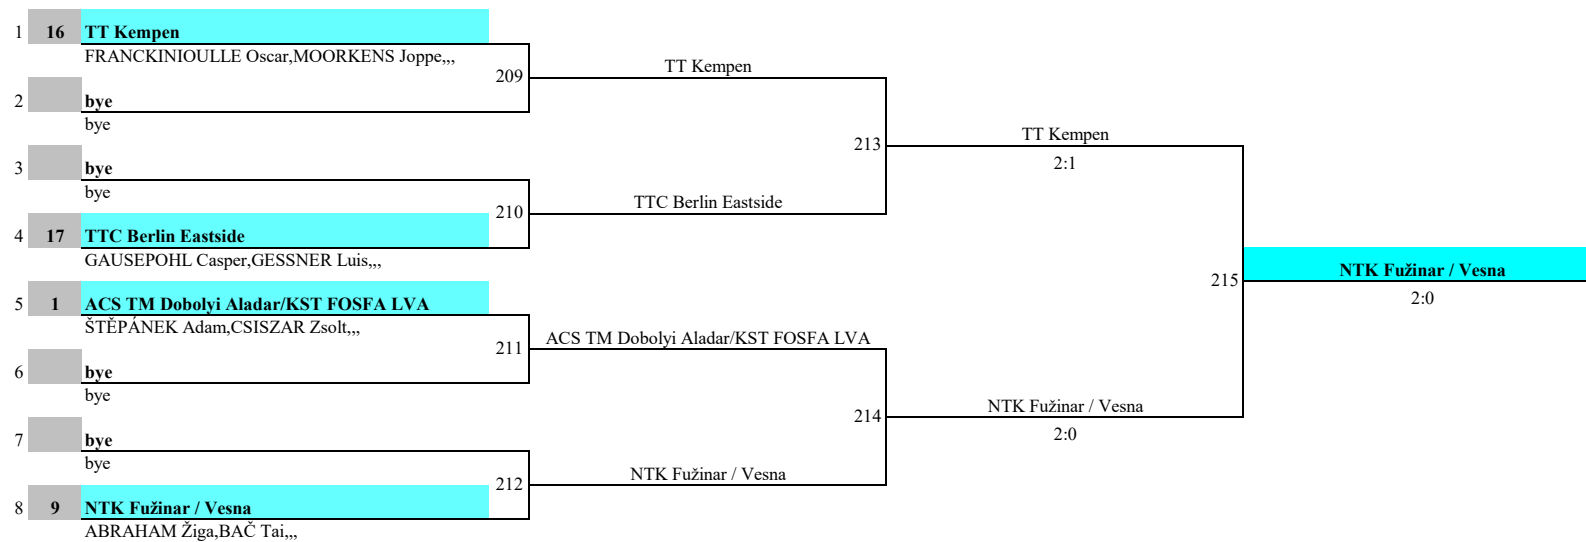 1 16 TT Kempen
FRANCKINIOULLE Oscar,MOORKENS Joppe,,,
209
TT Kempen
2 bye
bye
213
TT Kempen
2:1
3 bye
bye
210
TTC Berlin Eastside
4 17 TTC Berlin Eastside
GAUSEPOHL Casper,GESSNER Luis,,,
215
NTK Fužinar / Vesna
2:0
5 1 ACS TM Dobolyi Aladar/KST FOSFA LVA
ŠTĚPÁNEK Adam,CSISZAR Zsolt,,,
211
ACS TM Dobolyi Aladar/KST FOSFA LVA
6 bye
bye
214
NTK Fužinar / Vesna
2:0
7 bye
bye
212
NTK Fužinar / Vesna
8 9 NTK Fužinar / Vesna
ABRAHAM Žiga,BAČ Tai,,,